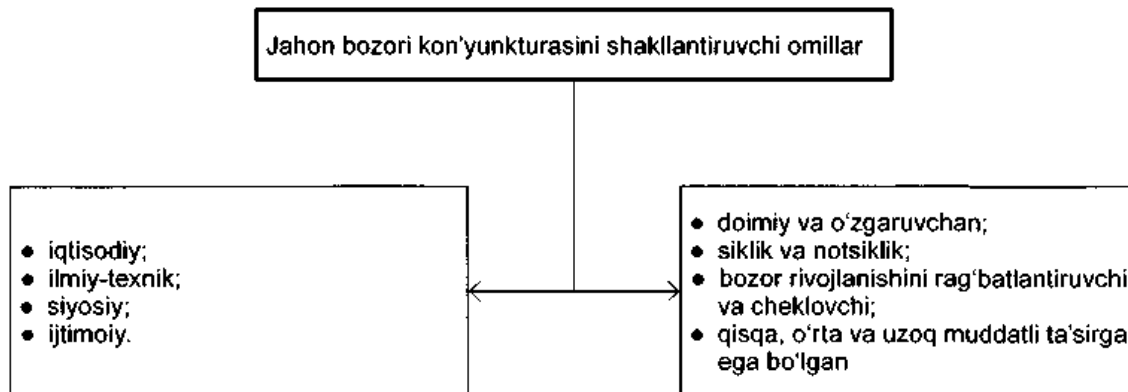 Jahon bozori kon'yunkturasini shakllantiruvchi omillar
● iqtisodiy;
● ilmiy-texnik;
● siyosiy;
● ijtimoiy.
● doimiy va o‘zgaruvchan;
● siklik va notsiklik;
● bozor rivojlanishini rag‘batlantiruvchi
va cheklovchi;
● qisqa, o‘rta va uzoq muddatli ta'sirga
ega bo‘lgan